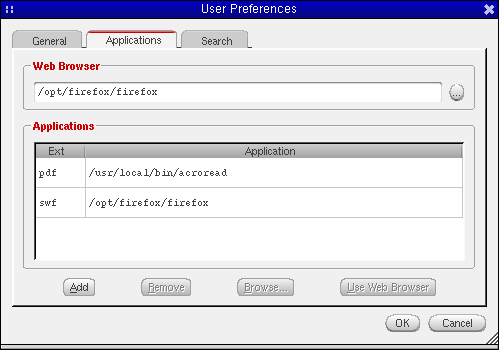 User Preferences
General Applications Search
Web Browser
/opt/firefox/firefox ...
Applications
Ext Application
pdf /usr/local/bin/acroread
swf /opt/firefox/firefox
Add Remove Browse... Use Web Browser
OK Cancel